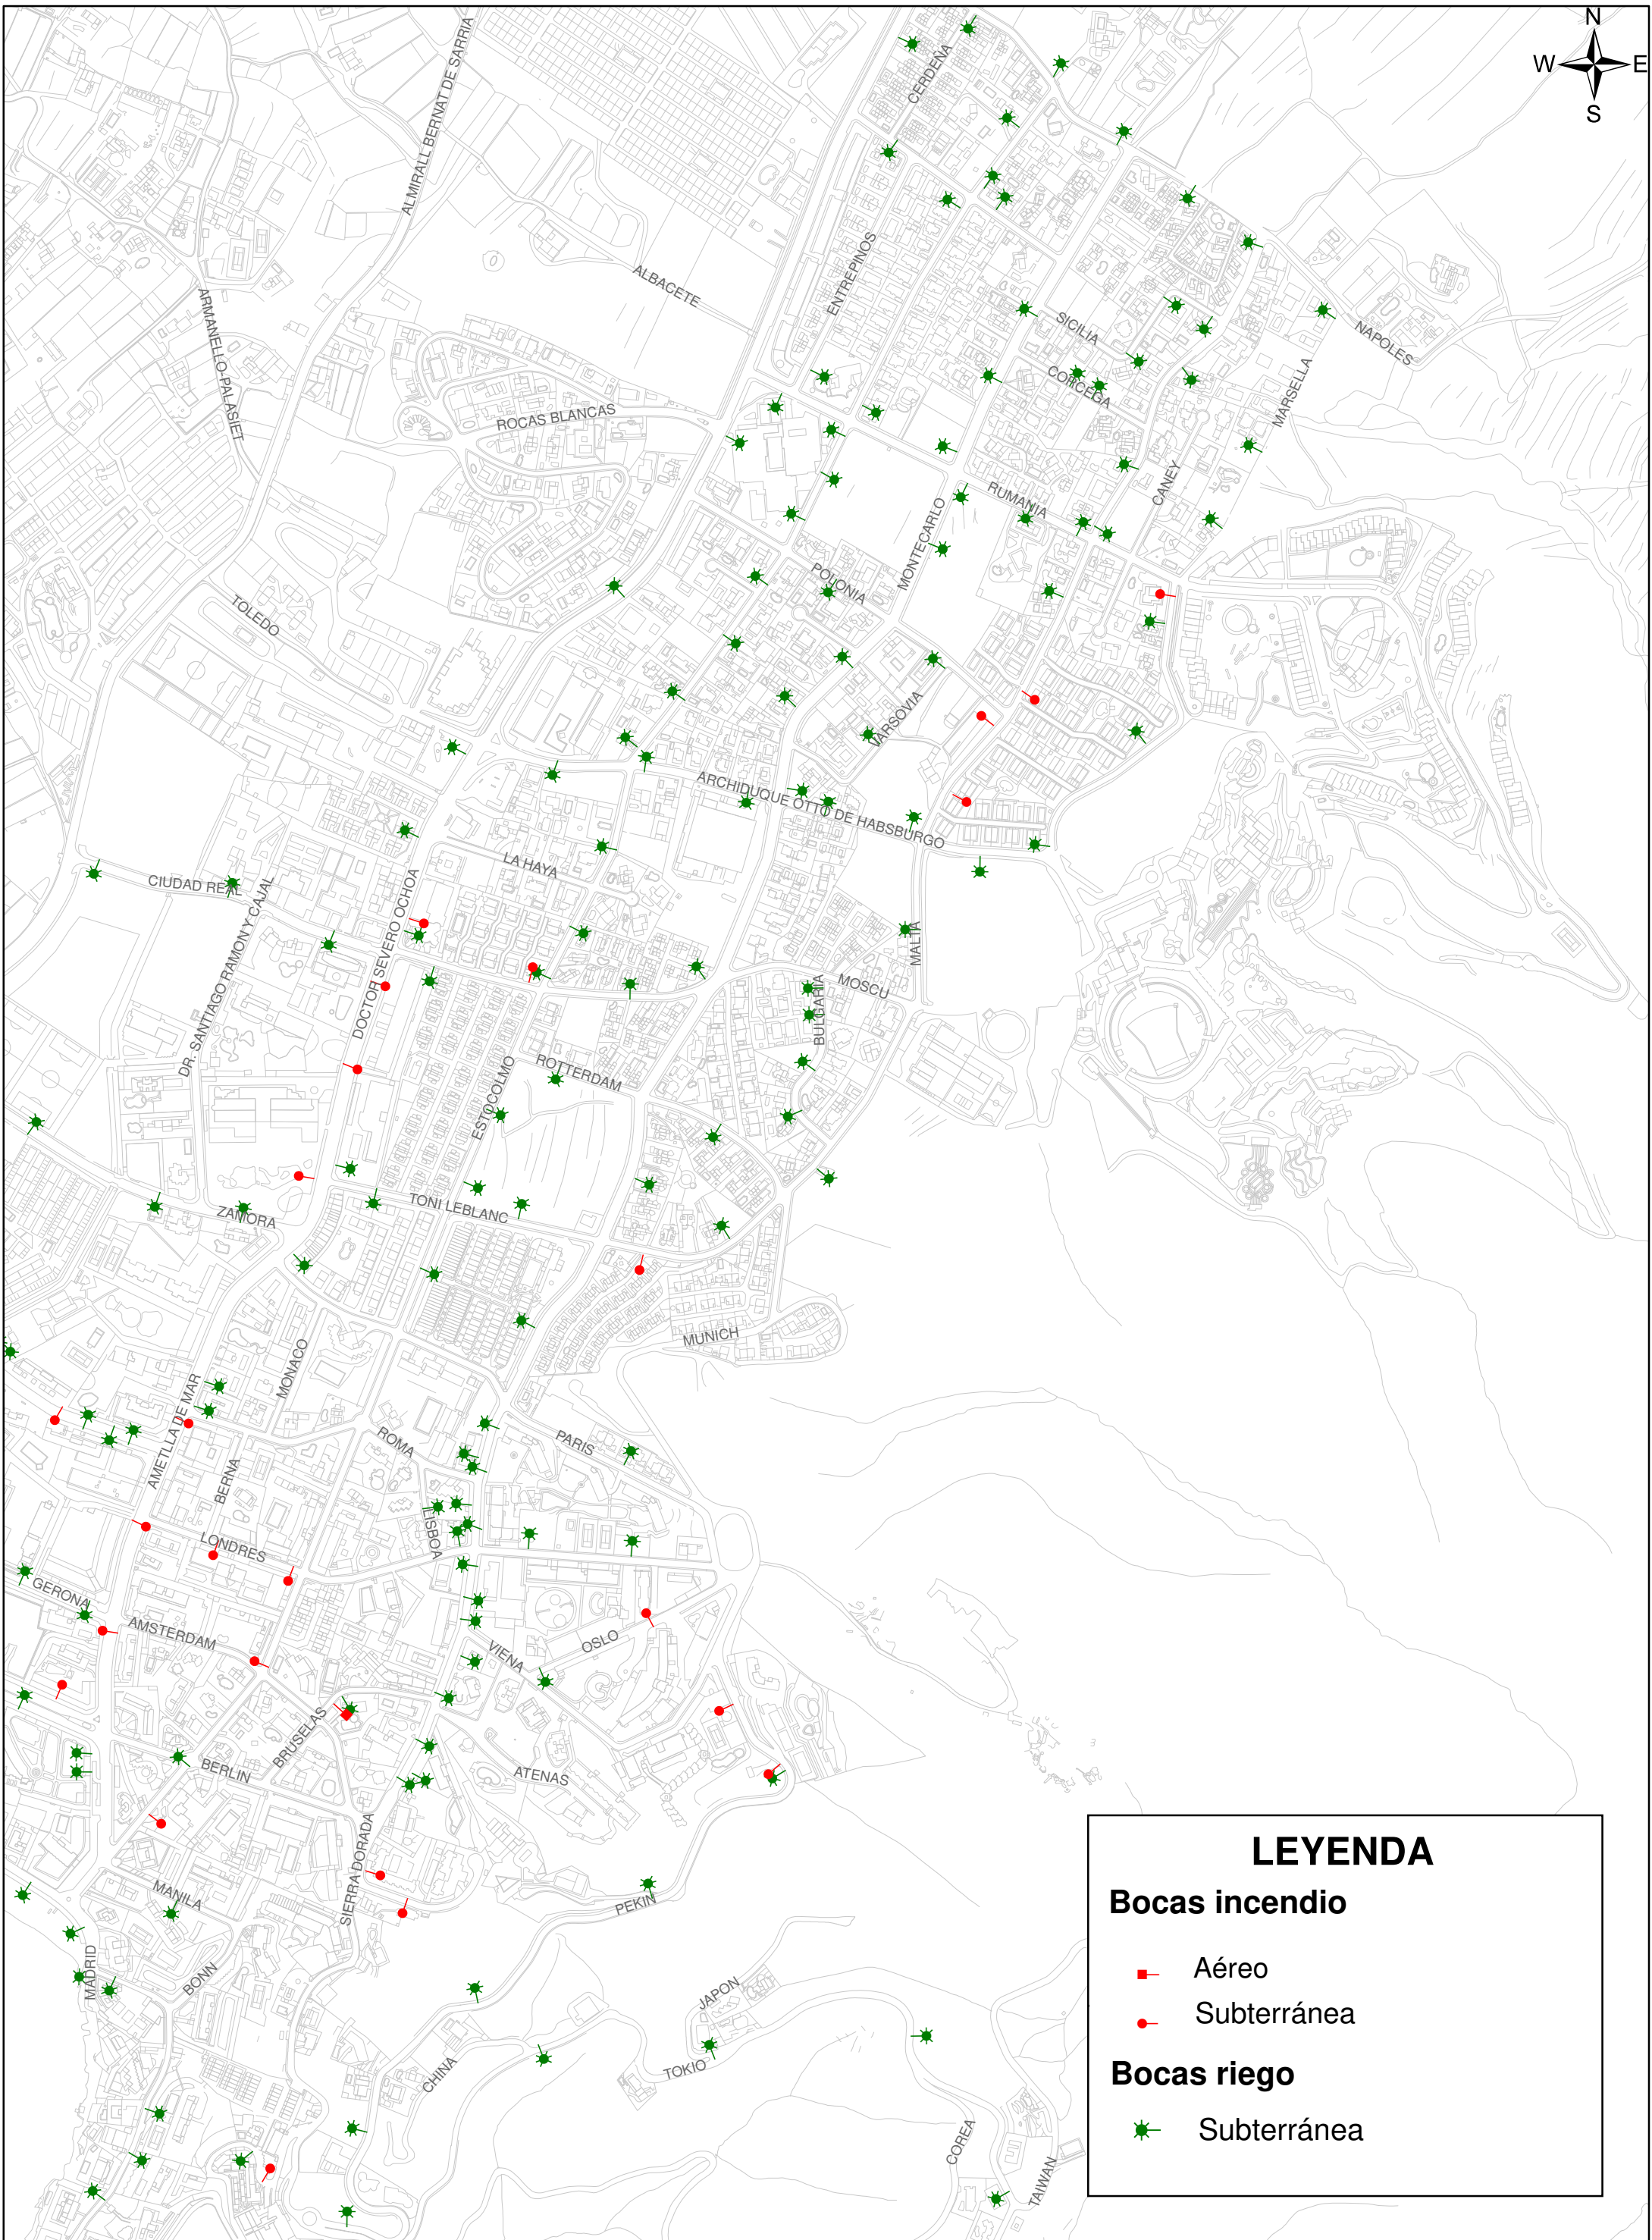 N
W E
S
CERDEÑA
ALMIRALL BERNAT DE SARRIA
ENTREPINOS
ALBACETE
ARMANELLO-PALASIET
SICILIA
NAPOLES
CORCEGA
MARSELLA
ROCAS BLANCAS
CANEY
RUMANIA
MONTECARLO
POLONIA
TOLEDO
VARSOVIA
ARCHIDUQUE OTTO DE HABSBURGO
LA HAYA
CIUDAD REAL
DR. SANTIAGO RAMON Y CAJAL
DOCTOR SEVERO OCHOA
MALTA
MOSCU
BULGARIA
ROTTERDAM
ESTOCOLMO
TONI LEBLANC
ZAMORA
MUNICH
MONACO
AMETLLA DE MAR
ROMA
PARIS
BERNA
LISBOA
LONDRES
GERONA
AMSTERDAM
OSLO
VIENA
BRUSELAS
BERLIN
ATENAS
SIERRA DORADA
MANILA
PEKIN
MADRID
BONN
JAPON
TOKIO
CHINA
COREA
TAIWAN
LEYENDA
Bocas incendio
Aéreo
Subterránea
Bocas riego
Subterránea